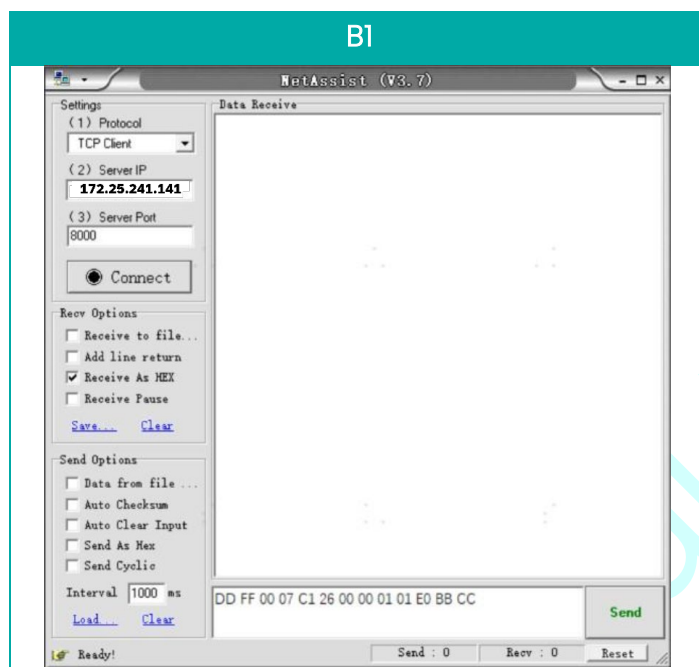 B1
NetAssist (V3.7)
Settings
(1) Protocol
TCP Client
(2) Server IP
172.25.241.141
(3) Server Port
8000
Connect
Recv Options
Receive to file...
Add line return
Receive As HEX
Receive Pause
Save... Clear
Send Options
Data from file ...
Auto Checksum
Auto Clear Input
Send As Hex
Send Cyclic
Interval 1000 ms
Load... Clear
Data Receive
DD FF 00 07 C1 26 00 00 01 01 E0 BB CC
Send
Ready!
Send : 0
Recv : 0
Reset